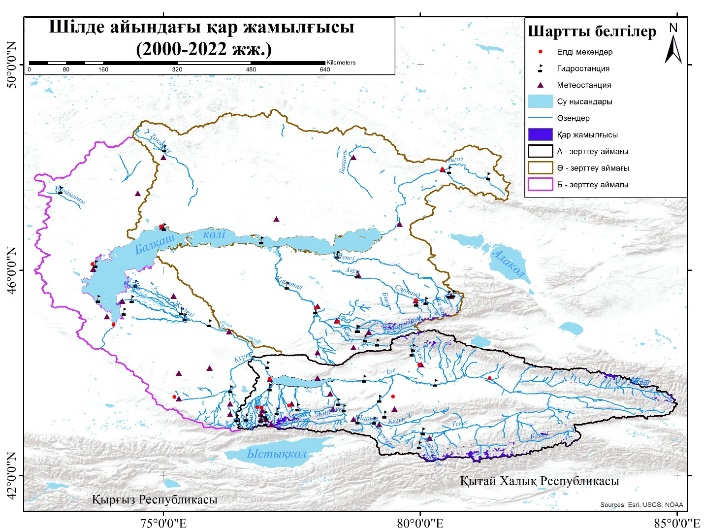 Шілде айындағы қар жамылғысы
(2000-2022 жж.)
Kilometers
0 80 160 320 480 640
Шартты белгілер
N
Елді мекендер
Гидростанция
Метеостанция
Су нысандары
Өзендер
Қар жамылғысы
А - зерттеу аймағы
Ө - зерттеу аймағы
Б - зерттеу аймағы
50°0'0"N
46°0'0"N
42°0'0"N
Балқаш көлі
Алакөл
Ыстықкөл
Қырғыз Республикасы
Қытай Халық Республикасы
Sources: Esri, USGS, NOAA
75°0'0"E
80°0'0"E
85°0'0"E